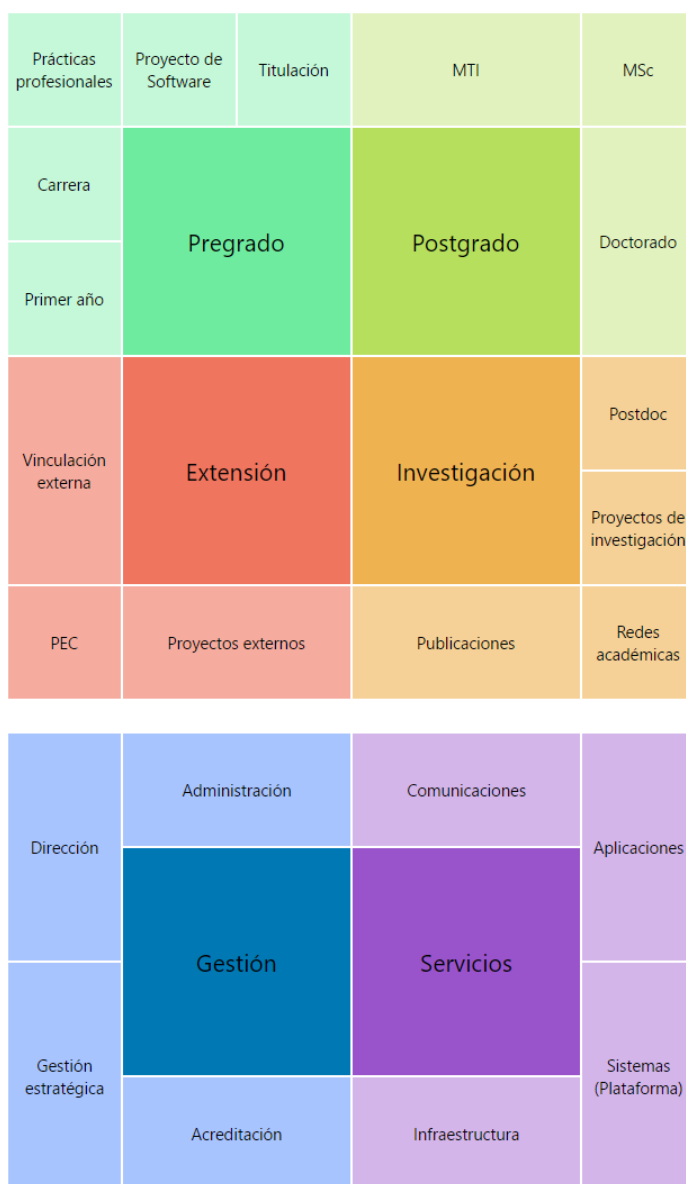 Prácticas
profesionales
Proyecto de
Software
Titulación
MTI
MSc
Carrera
Pregrado
Postgrado
Doctorado
Primer año
Vinculación
externa
Extensión
Investigación
Postdoc
Proyectos de
investigación
PEC
Proyectos externos
Publicaciones
Redes
académicas
Dirección
Administración
Comunicaciones
Aplicaciones
Gestión
Servicios
Gestión
estratégica
Sistemas
(Plataforma)
Acreditación
Infraestructura